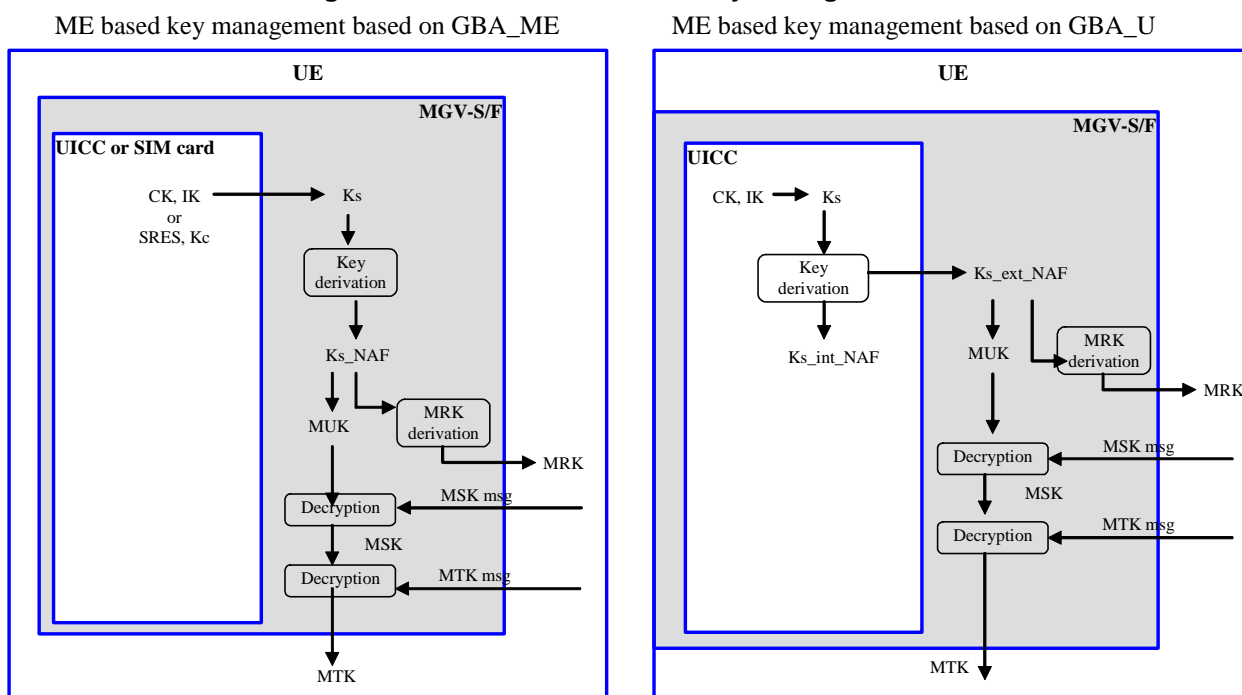 ME based key management based on GBA_ME
UE
MGV-S/F
UICC or SIM card
CK, IK
or
SRES, Kc
Ks
Key
derivation
Ks_NAF
MUK
MRK
derivation
MRK
Decryption
MSK msg
MSK
Decryption
MTK msg
MTK
ME based key management based on GBA_U
UE
MGV-S/F
UICC
CK, IK
Ks
Key
derivation
Ks_ext_NAF
Ks_int_NAF
MUK
MRK
derivation
MRK
Decryption
MSK msg
MSK
Decryption
MTK msg
MTK